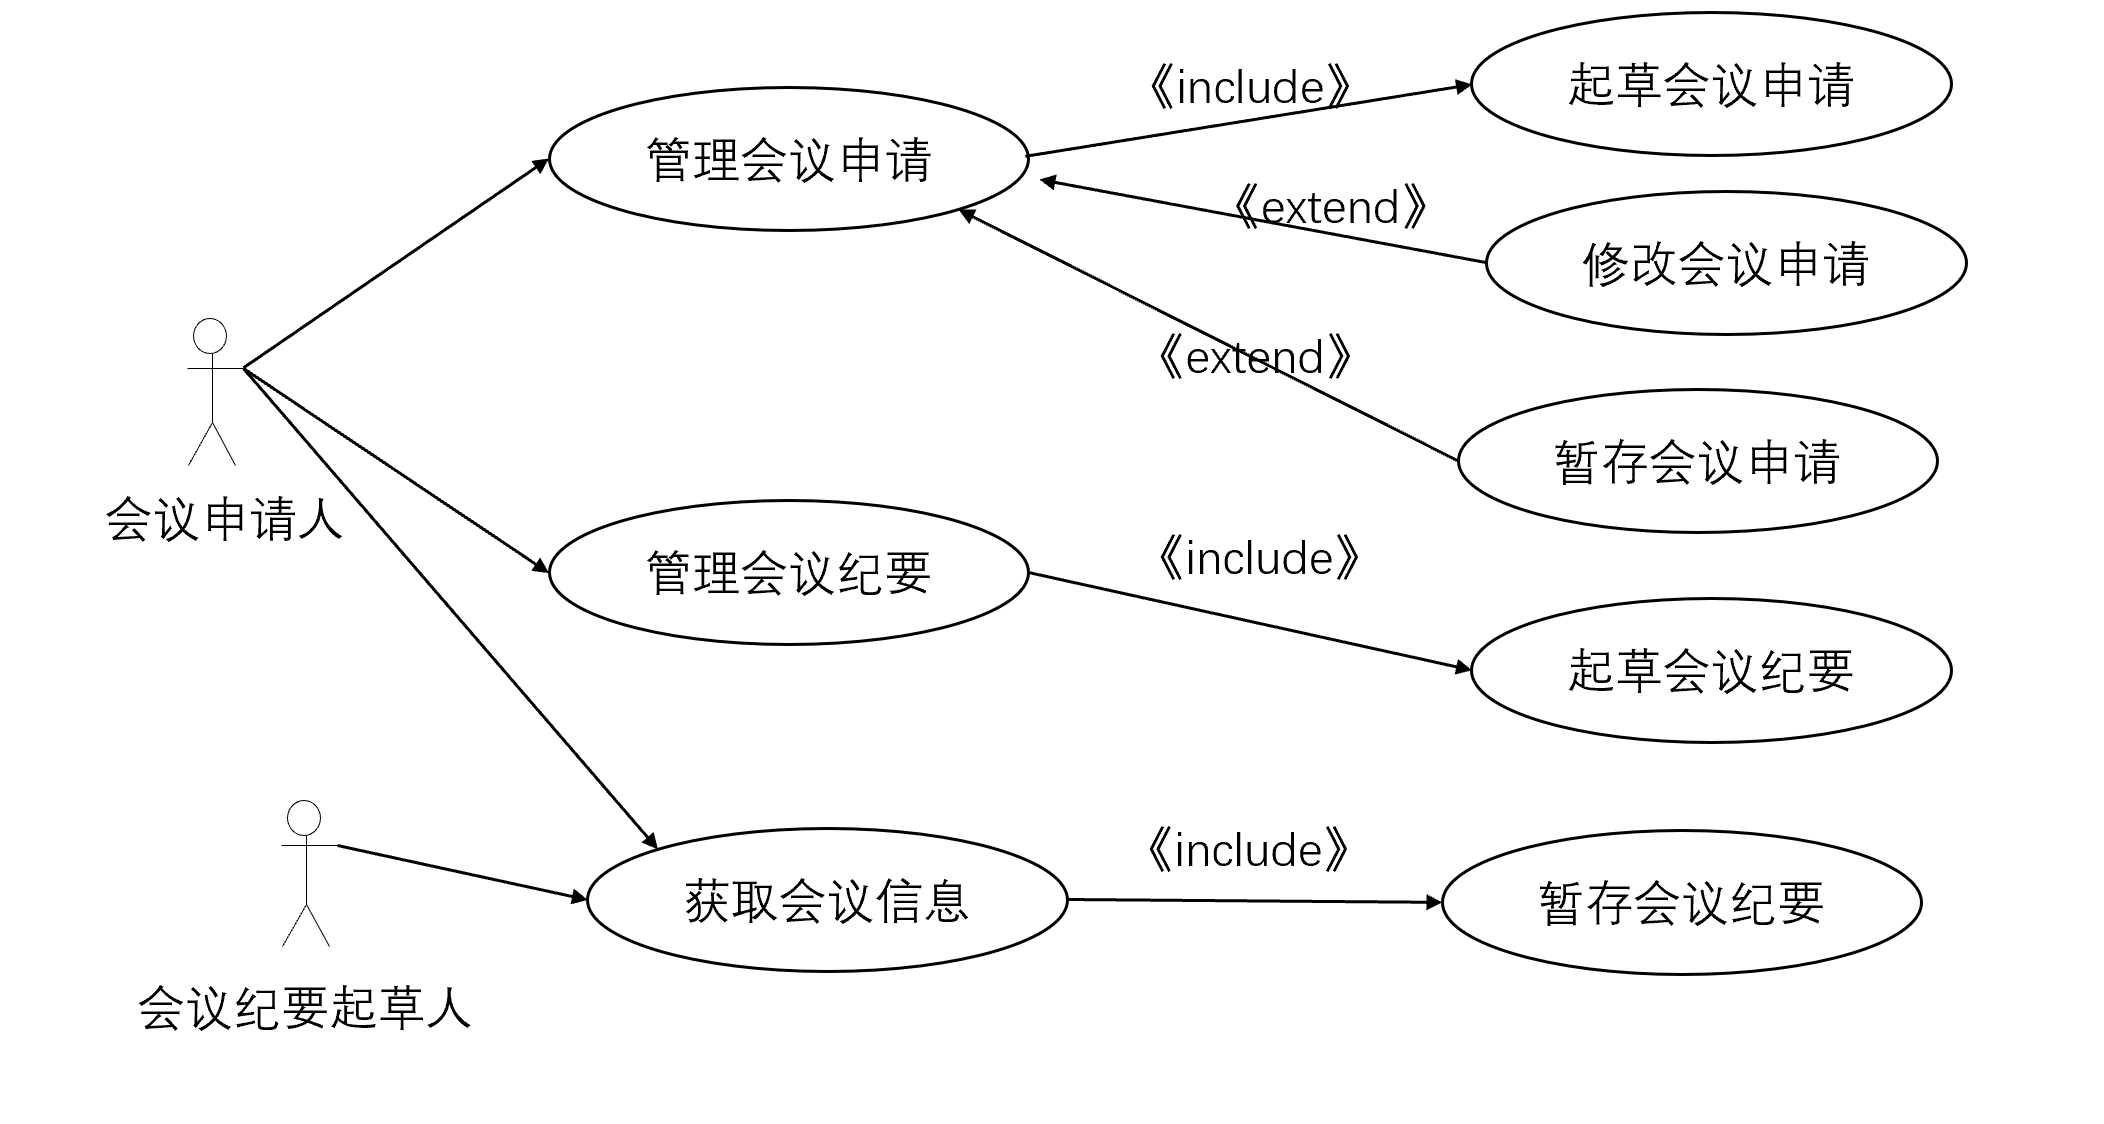 《include》
起草会议申请
管理会议申请
《extend》
修改会议申请
《extend》
暂存会议申请
会议申请人
管理会议纪要
《include》
起草会议纪要
获取会议信息
《include》
暂存会议纪要
会议纪要起草人